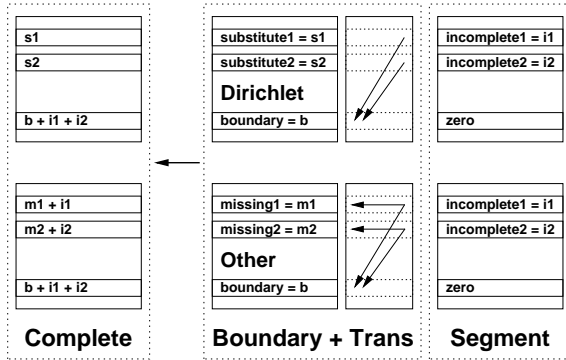 s1
s2
b + i1 + i2
substitute1 = s1
substitute2 = s2
Dirichlet
boundary = b
incomplete1 = i1
incomplete2 = i2
zero
m1 + i1
m2 + i2
b + i1 + i2
missing1 = m1
missing2 = m2
Other
boundary = b
incomplete1 = i1
incomplete2 = i2
zero
Complete
Boundary + Trans
Segment